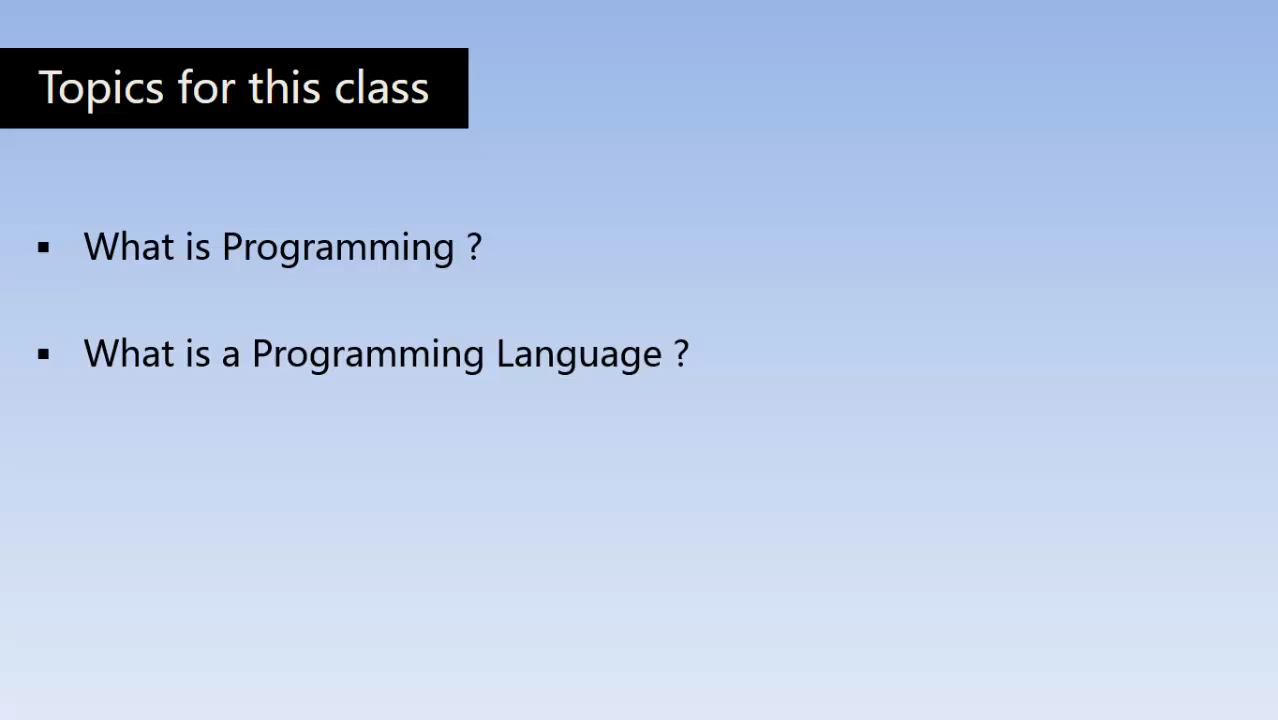 Topics for this class
▪ What is Programming ?
▪ What is a Programming Language ?